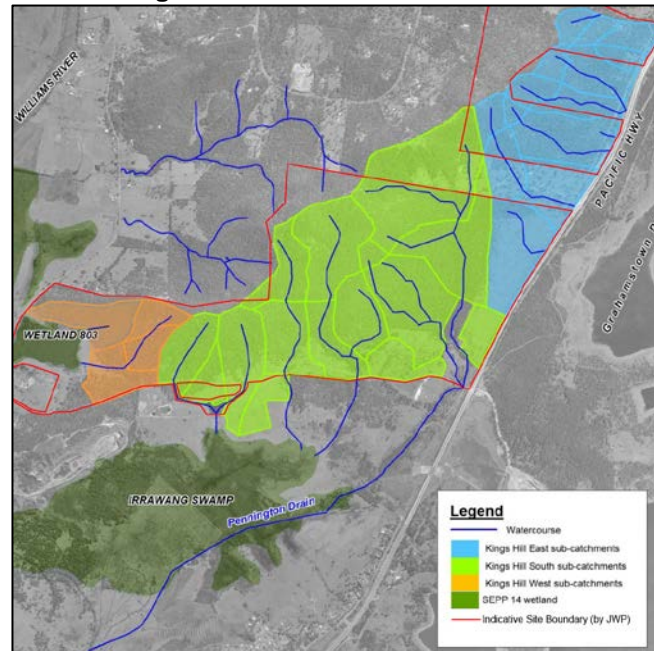 WILLIAMS RIVER
PACIFIC HWY
WETLAND 803
IRRAWANG SWAMP
Pennington Drain
Legend
Watercourse
Kings Hill East sub-catchments
Kings Hill South sub-catchments
Kings Hill West sub-catchments
SEPP 14 wetland
Indicative Site Boundary (by JWP)